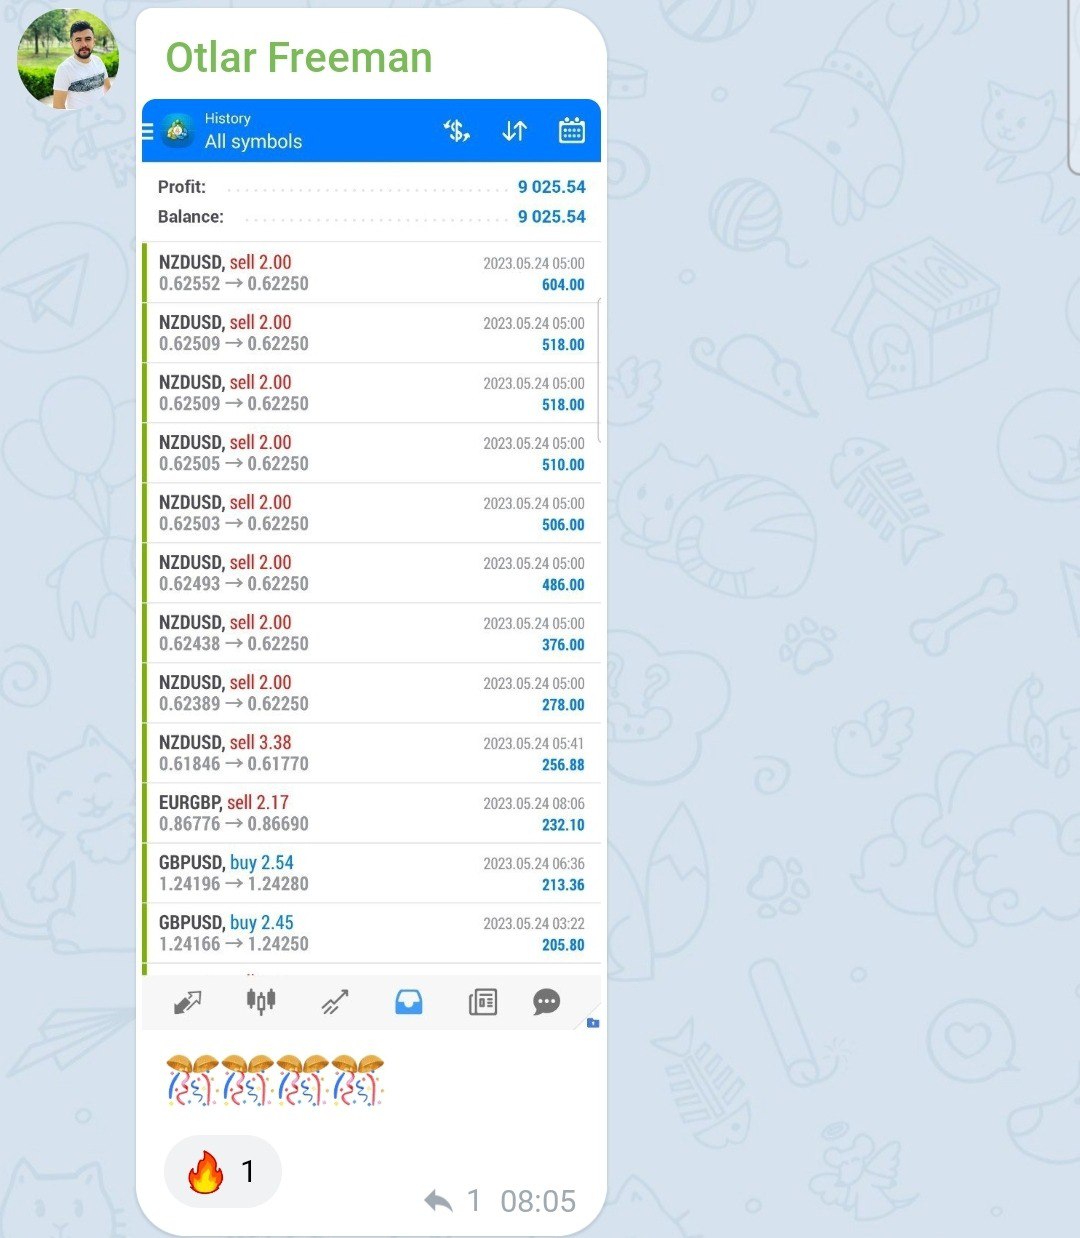 Otlar Freeman
History
All symbols
Profit: 9 025.54
Balance: 9 025.54
NZDUSD, sell 2.00 2023.05.24 05:00
0.62552 → 0.62250 604.00
NZDUSD, sell 2.00 2023.05.24 05:00
0.62509 → 0.62250 518.00
NZDUSD, sell 2.00 2023.05.24 05:00
0.62509 → 0.62250 518.00
NZDUSD, sell 2.00 2023.05.24 05:00
0.62505 → 0.62250 510.00
NZDUSD, sell 2.00 2023.05.24 05:00
0.62503 → 0.62250 506.00
NZDUSD, sell 2.00 2023.05.24 05:00
0.62493 → 0.62250 486.00
NZDUSD, sell 2.00 2023.05.24 05:00
0.62438 → 0.62250 376.00
NZDUSD, sell 2.00 2023.05.24 05:00
0.62389 → 0.62250 278.00
NZDUSD, sell 3.38 2023.05.24 05:41
0.61846 → 0.61770 256.88
EURGBP, sell 2.17 2023.05.24 08:06
0.86776 → 0.86690 232.10
GBPUSD, buy 2.54 2023.05.24 06:36
1.24196 → 1.24280 213.36
GBPUSD, buy 2.45 2023.05.24 03:22
1.24166 → 1.24250 205.80
1
1 08:05